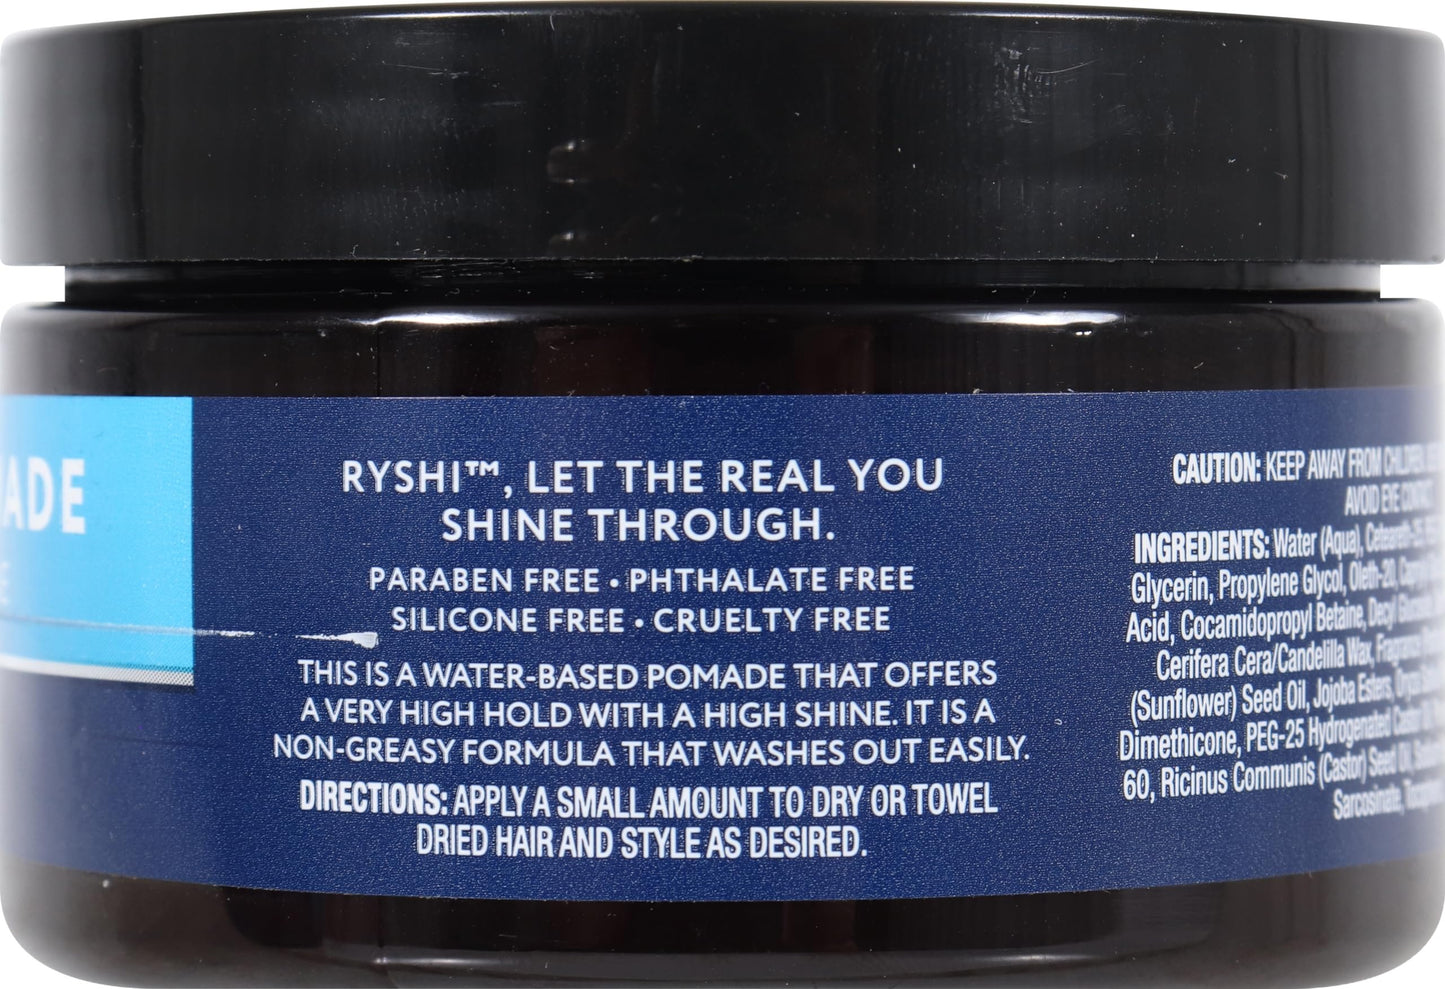 ADE
RYSHI™, LET THE REAL YOU
SHINE THROUGH.
PARABEN FREE • PHTHALATE FREE
SILICONE FREE • CRUELTY FREE
THIS IS A WATER-BASED POMADE THAT OFFERS
A VERY HIGH HOLD WITH A HIGH SHINE. IT IS A
NON-GREASY FORMULA THAT WASHES OUT EASILY.
DIRECTIONS: APPLY A SMALL AMOUNT TO DRY OR TOWEL
DRIED HAIR AND STYLE AS DESIRED.
CAUTION: KEEP AWAY FROM CHILDREN.
AVOID EYE CONTACT.
INGREDIENTS: Water (Aqua), Ceteareth-25,
Glycerin, Propylene Glycol, Oleth-20,
Acid, Cocamidopropyl Betaine, Decyl
Cerifera Cera/Candelilla Wax, Fragrance
(Sunflower) Seed Oil, Jojoba Esters, Oryza
Dimethicone, PEG-25 Hydrogenated Castor
60, Ricinus Communis (Castor) Seed Oil,
Sarcosinate,